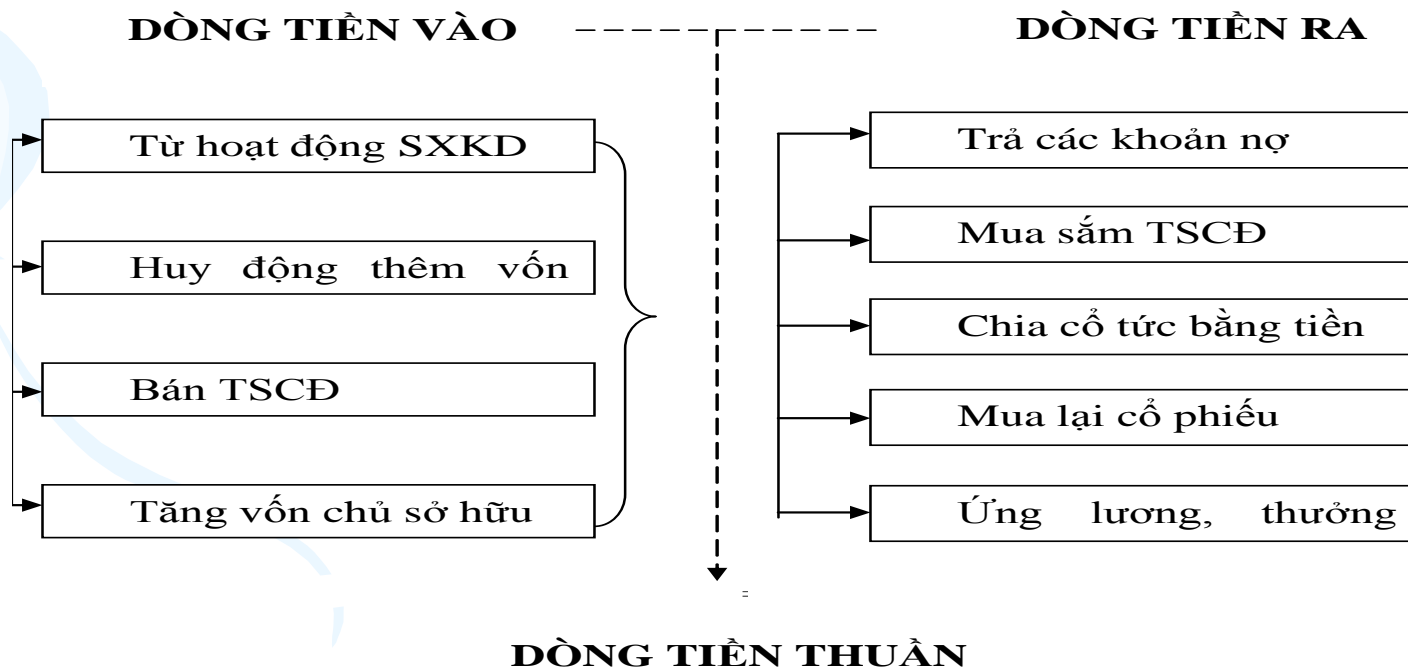 DÒNG TIỀN VÀO
DÒNG TIỀN RA
Từ hoạt động SXKD
Huy động thêm vốn
Bán TSCĐ
Tăng vốn chủ sở hữu
Trả các khoản nợ
Mua sắm TSCĐ
Chia cổ tức bằng tiền
Mua lại cổ phiếu
Ứng lương, thưởng
=
DÒNG TIỀN THUẦN